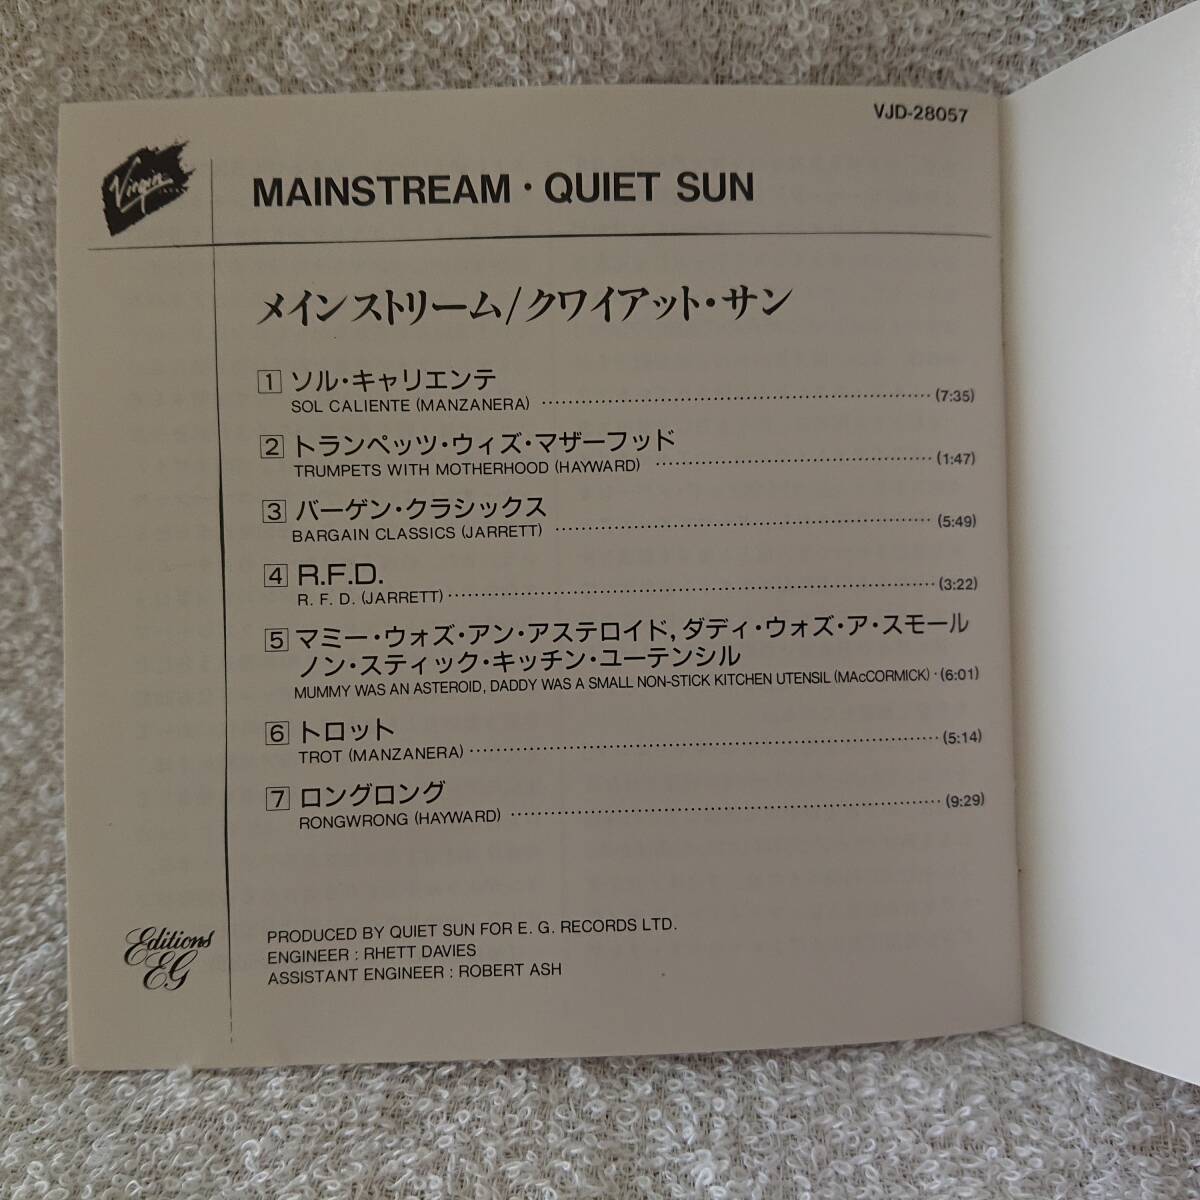 VJD-28057
Virgin
MAINSTREAM・QUIET SUN
メインストリーム/クワイアット・サン
1 ソル・キャリエンテ
SOL CALIENTE (MANZANERA) (7:35)
2 トランペッツ・ウィズ・マザーフッド
TRUMPETS WITH MOTHERHOOD (HAYWARD) (1:47)
3 バーゲン・クラシックス
BARGAIN CLASSICS (JARRETT) (5:49)
4 R.F.D.
R. F. D. (JARRETT) (3:22)
5 マミー・ウォズ・アン・アステロイド, ダディ・ウォズ・ア・スモール
ノン・スティック・キッチン・ユーテンシル
MUMMY WAS AN ASTEROID, DADDY WAS A SMALL NON-STICK KITCHEN UTENSIL (MAcCORMICK) (6:01)
6 トロット
TROT (MANZANERA) (5:14)
7 ロングロング
RONGWRONG (HAYWARD) (9:29)
Editions
EG
PRODUCED BY QUIET SUN FOR E. G. RECORDS LTD.
ENGINEER : RHETT DAVIES
ASSISTANT ENGINEER : ROBERT ASH